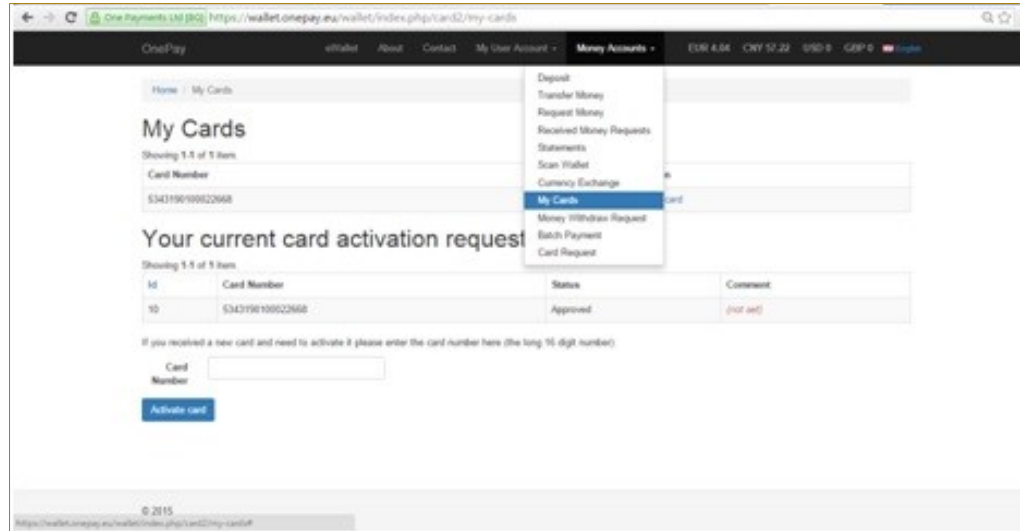 One Payments Ltd [BG] https://wallet.onepay.eu/wallet/index.php/card2/my-cards
OnePay eWallet About Contact My User Account Money Accounts EUR 4.04 CNY 57.22 USD 0 GBP 0 English
Deposit
Transfer Money
Request Money
Received Money Requests
Statements
Scan Wallet
Currency Exchange
My Cards
Money Withdraw Request
Batch Payment
Card Request
Home / My Cards
My Cards
Showing 1-1 of 1 item.
Card Number
5343190100022668 card
Your current card activation request
Showing 1-1 of 1 item.
Id Card Number Status Comment
10 5343190100022668 Approved (not set)
If you received a new card and need to activate it please enter the card number here (the long 16 digit number)
Card
Number
Activate card
© 2015
https://wallet.onepay.eu/wallet/index.php/card2/my-cards#